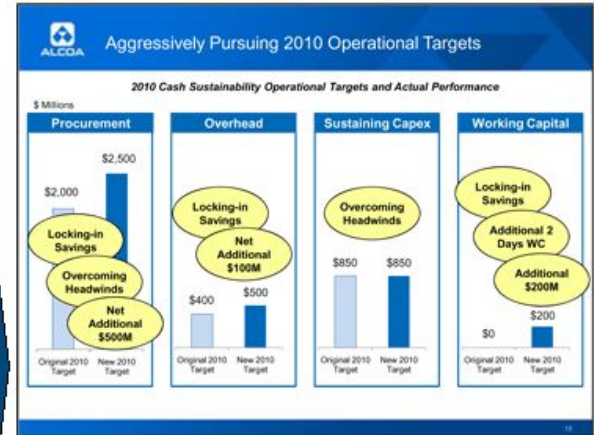 ALCOA
Aggressively Pursuing 2010 Operational Targets
2010 Cash Sustainability Operational Targets and Actual Performance
$ Millions
Procurement
$2,500
$2,000
Locking-in
Savings
Overcoming
Headwinds
Net
Additional
$500M
Original 2010
Target
New 2010
Target
Overhead
Locking-in
Savings
Net
Additional
$100M
$400
$500
Original 2010
Target
New 2010
Target
Sustaining Capex
Overcoming
Headwinds
$850
$850
Original 2010
Target
New 2010
Target
Working Capital
Locking-in
Savings
Additional 2
Days WC
Additional
$200M
$0
$200
Original 2010
Target
New 2010
Target